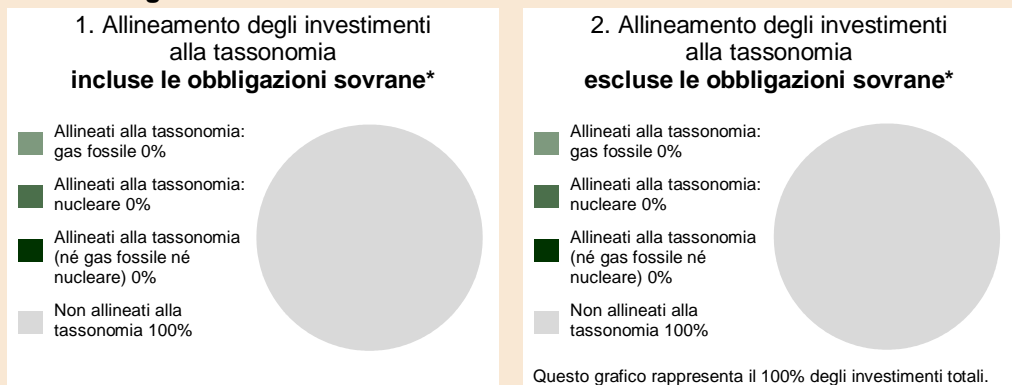 1. Allineamento degli investimenti
alla tassonomia
incluse le obbligazioni sovrane*
Allineati alla tassonomia:
gas fossile 0%
Allineati alla tassonomia:
nucleare 0%
Allineati alla tassonomia
(né gas fossile né
nucleare) 0%
Non allineati alla
tassonomia 100%
2. Allineamento degli investimenti
alla tassonomia
escluse le obbligazioni sovrane*
Allineati alla tassonomia:
gas fossile 0%
Allineati alla tassonomia:
nucleare 0%
Allineati alla tassonomia
(né gas fossile né
nucleare) 0%
Non allineati alla
tassonomia 100%
Questo grafico rappresenta il 100% degli investimenti totali.